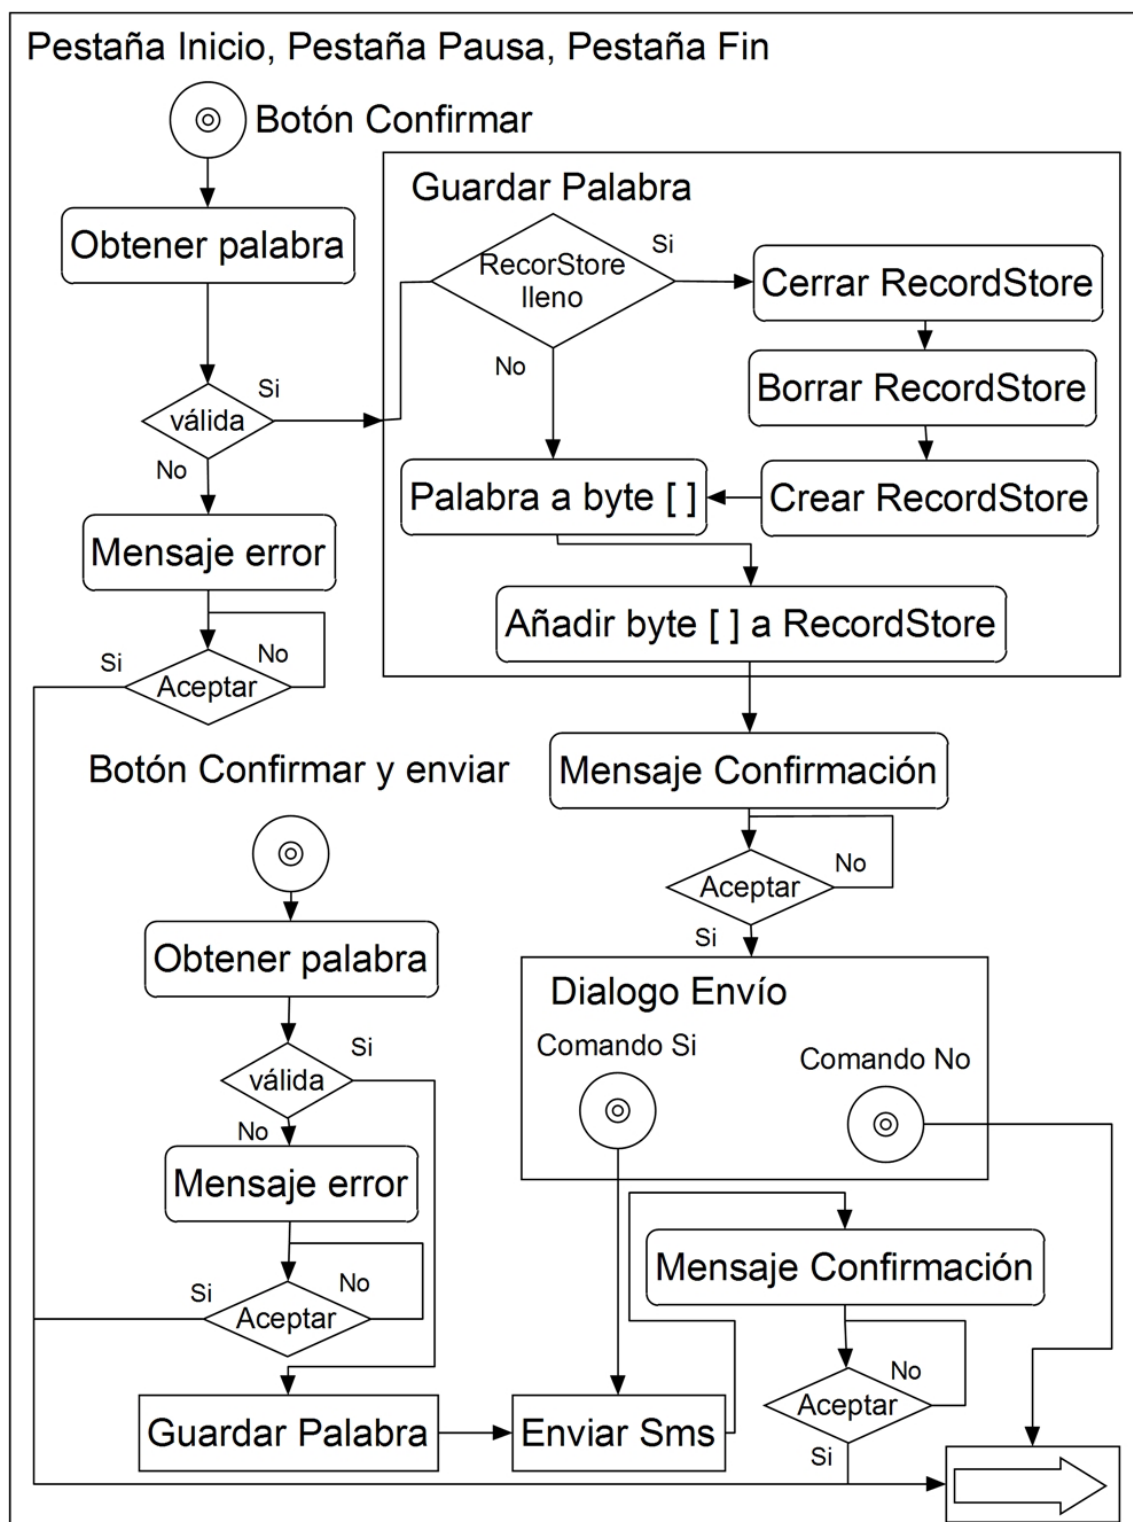 Pestaña Inicio, Pestaña Pausa, Pestaña Fin
Botón Confirmar
Obtener palabra
válida
Si
No
Mensaje error
Aceptar
Si
No
Guardar Palabra
RecorStore
lleno
Si
No
Cerrar RecordStore
Borrar RecordStore
Crear RecordStore
Palabra a byte [ ]
Añadir byte [ ] a RecordStore
Mensaje Confirmación
Aceptar
No
Si
Botón Confirmar y enviar
Obtener palabra
válida
Si
No
Mensaje error
Aceptar
Si
No
Guardar Palabra
Enviar Sms
Dialogo Envío
Comando Si
Comando No
Mensaje Confirmación
Aceptar
No
Si